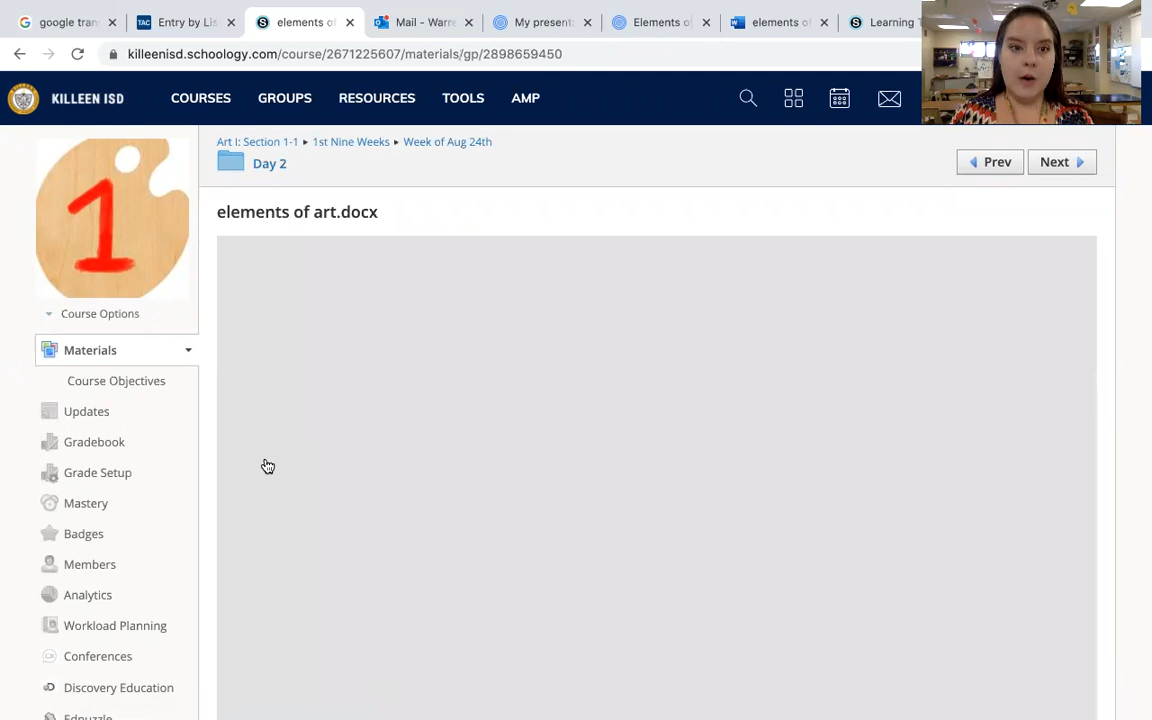 google tran
Entry by Lis
elements of
Mail - Warre
My present
Elements of
elements of
Learning T
killeenisd.schoology.com/course/2671225607/materials/gp/2898659450
KILLEEN ISD COURSES GROUPS RESOURCES TOOLS AMP
Art I: Section 1-1 ▸ 1st Nine Weeks ▸ Week of Aug 24th
Day 2
Prev
Next
elements of art.docx
1
Course Options
Materials
Course Objectives
Updates
Gradebook
Grade Setup
Mastery
Badges
Members
Analytics
Workload Planning
Conferences
Discovery Education
Edpuzzle